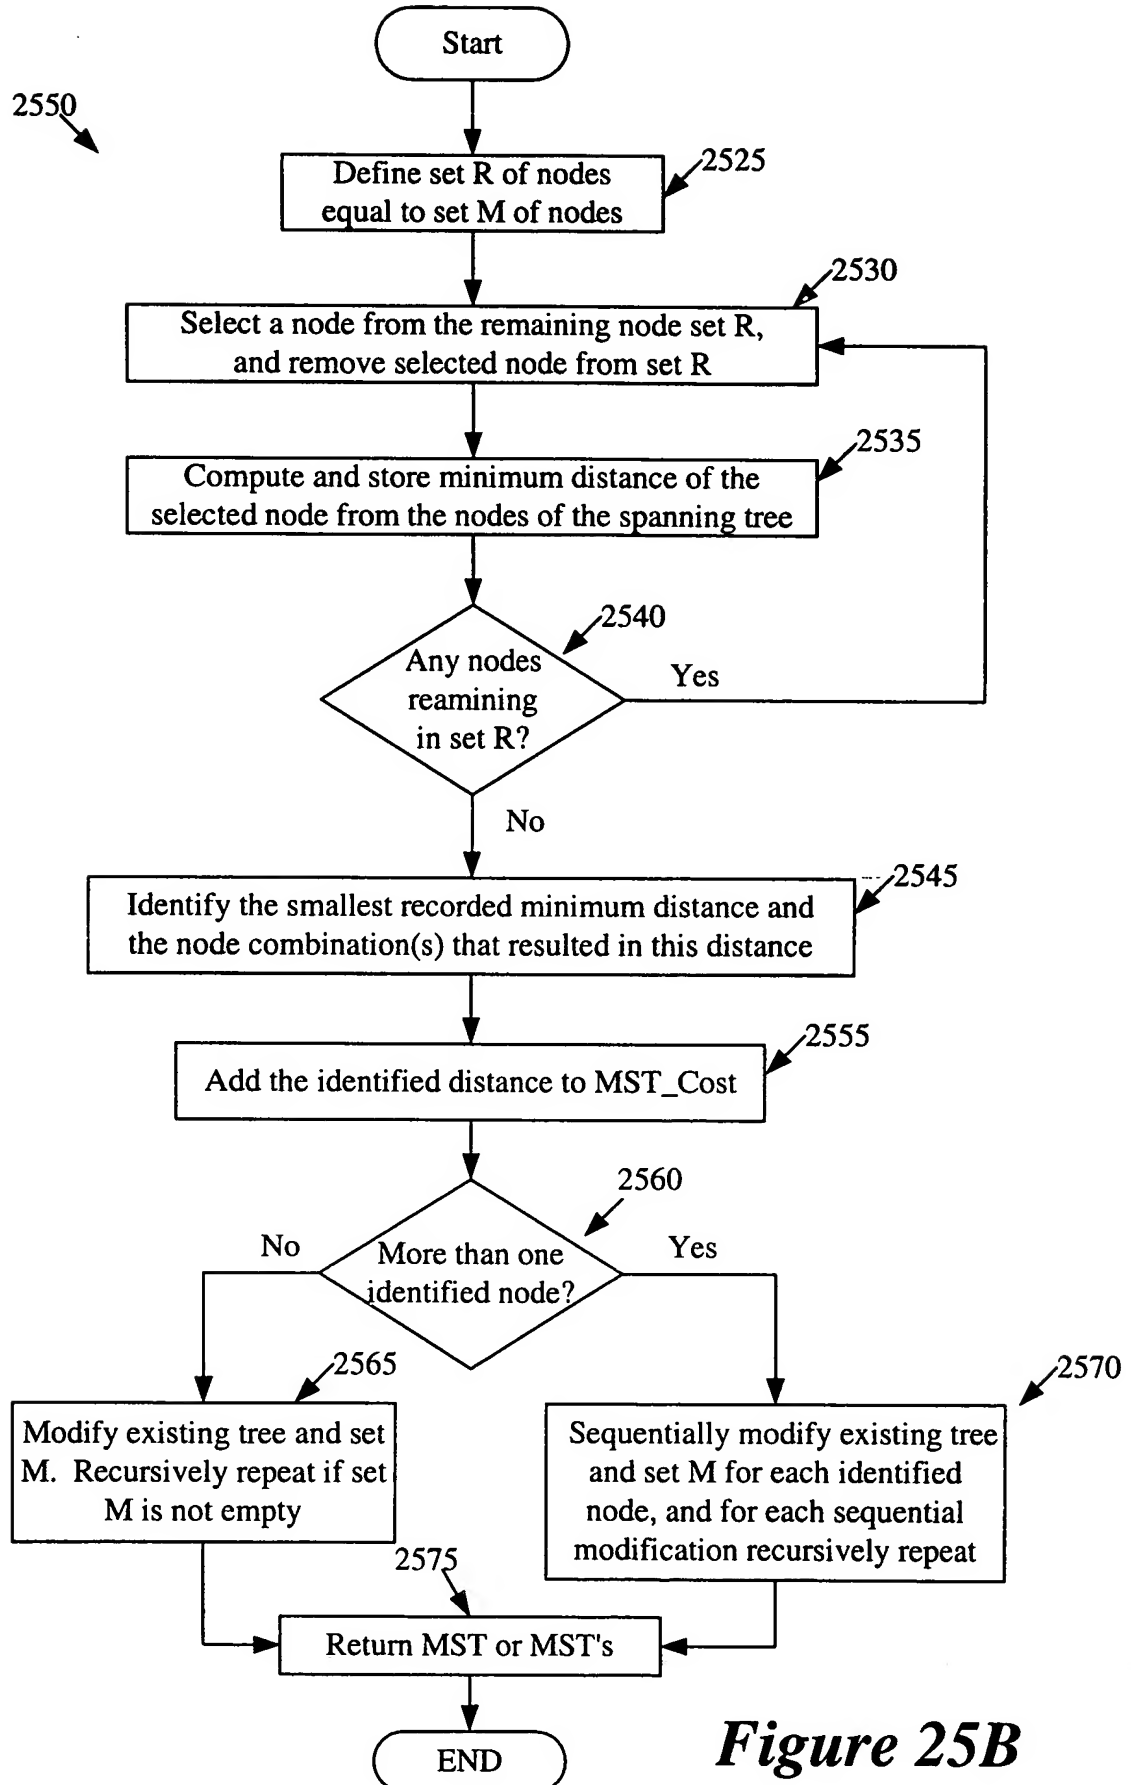 Start
2550
2525
Define set R of nodes
equal to set M of nodes
2530
Select a node from the remaining node set R,
and remove selected node from set R
2535
Compute and store minimum distance of the
selected node from the nodes of the spanning tree
2540
Any nodes
reamining
in set R?
Yes
No
2545
Identify the smallest recorded minimum distance and
the node combination(s) that resulted in this distance
2555
Add the identified distance to MST_Cost
2560
No
More than one
identified node?
Yes
2565
2570
Modify existing tree and set
M. Recursively repeat if set
M is not empty
Sequentially modify existing tree
and set M for each identified
node, and for each sequential
modification recursively repeat
2575
Return MST or MST's
END
Figure 25B